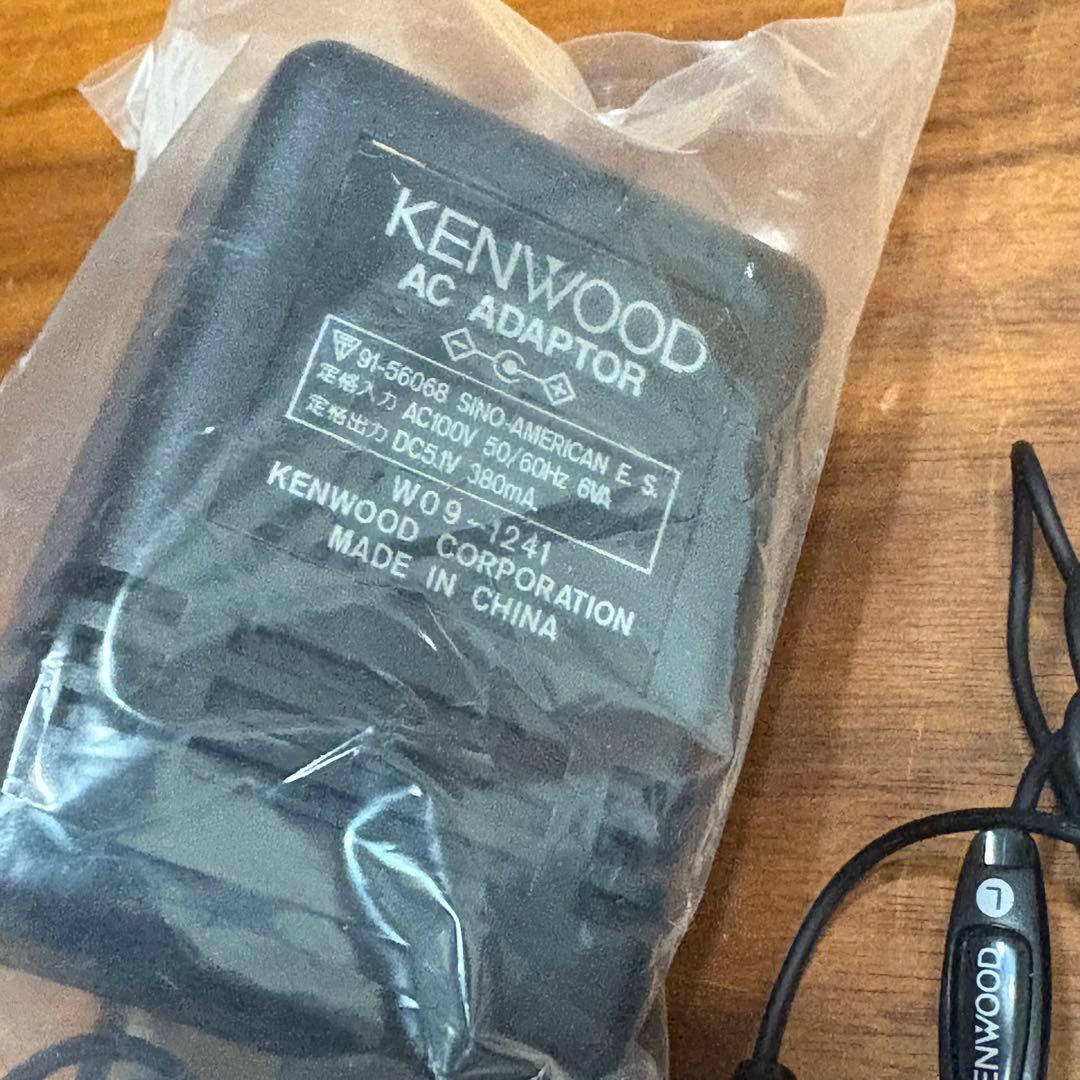 KENWOOD
AC ADAPTOR
91-56068 SINO-AMERICAN E. S.
定格入力 AC100V 50/60Hz 6VA
定格出力 DC5.1V 380mA
W09-1241
KENWOOD CORPORATION
MADE IN CHINA
L
ENWOOD